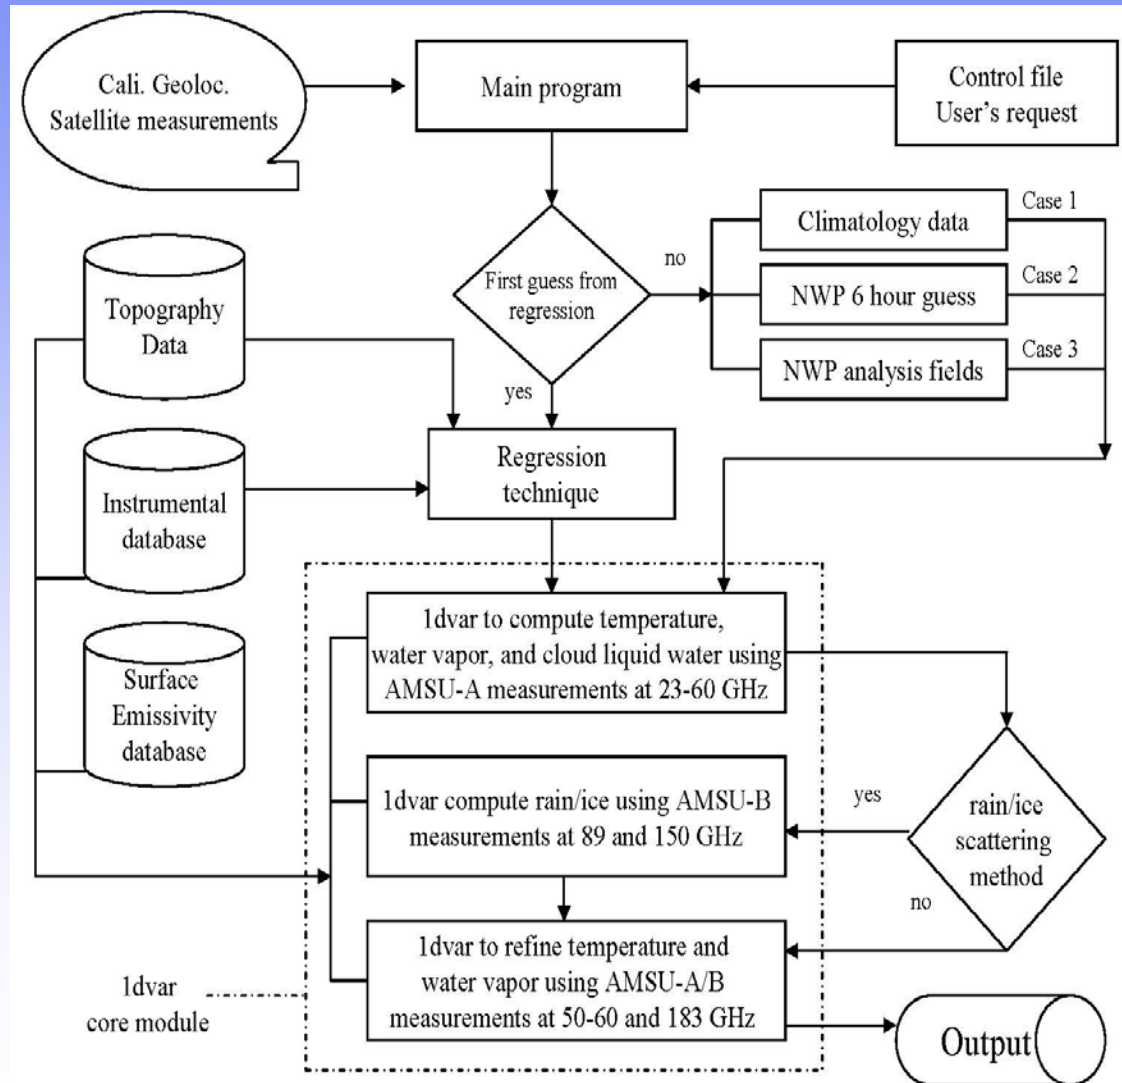 Cali. Geoloc.
Satellite measurements
Main program
Control file
User's request
First guess from
regression
no
yes
Case 1
Climatology data
Case 2
NWP 6 hour guess
Case 3
NWP analysis fields
Topography
Data
Regression
technique
Instrumental
database
Surface
Emissivity
database
1dvar to compute temperature,
water vapor, and cloud liquid water using
AMSU-A measurements at 23-60 GHz
1dvar compute rain/ice using AMSU-B
measurements at 89 and 150 GHz
yes
rain/ice
scattering
method
no
1dvar to refine temperature and
water vapor using AMSU-A/B
measurements at 50-60 and 183 GHz
1dvar
core module
Output